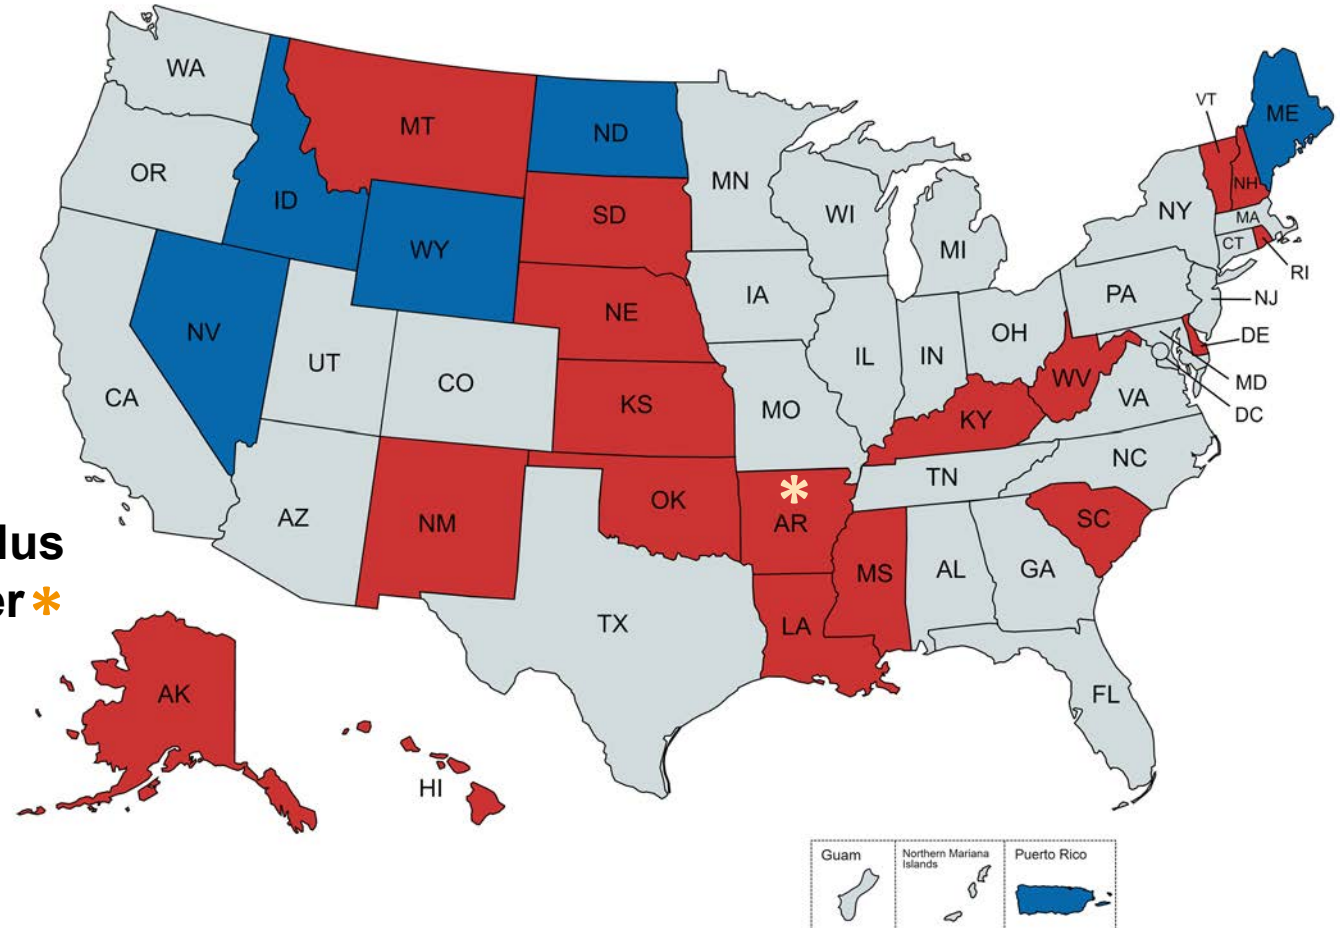 WA
MT
ND
VT
ME
OR
ID
MN
SD
WI
NH
NY
MA
WY
MI
CT
RI
IA
PA
NE
NJ
NV
OH
DE
UT
IL
IN
CO
WV
MD
CA
KS
MO
VA
KY
DC
NC
TN
OK
*
AZ
NM
AR
SC
lus
MS
AL
GA
er *
TX
LA
AK
FL
HI
Guam
Northern Mariana
Islands
Puerto Rico